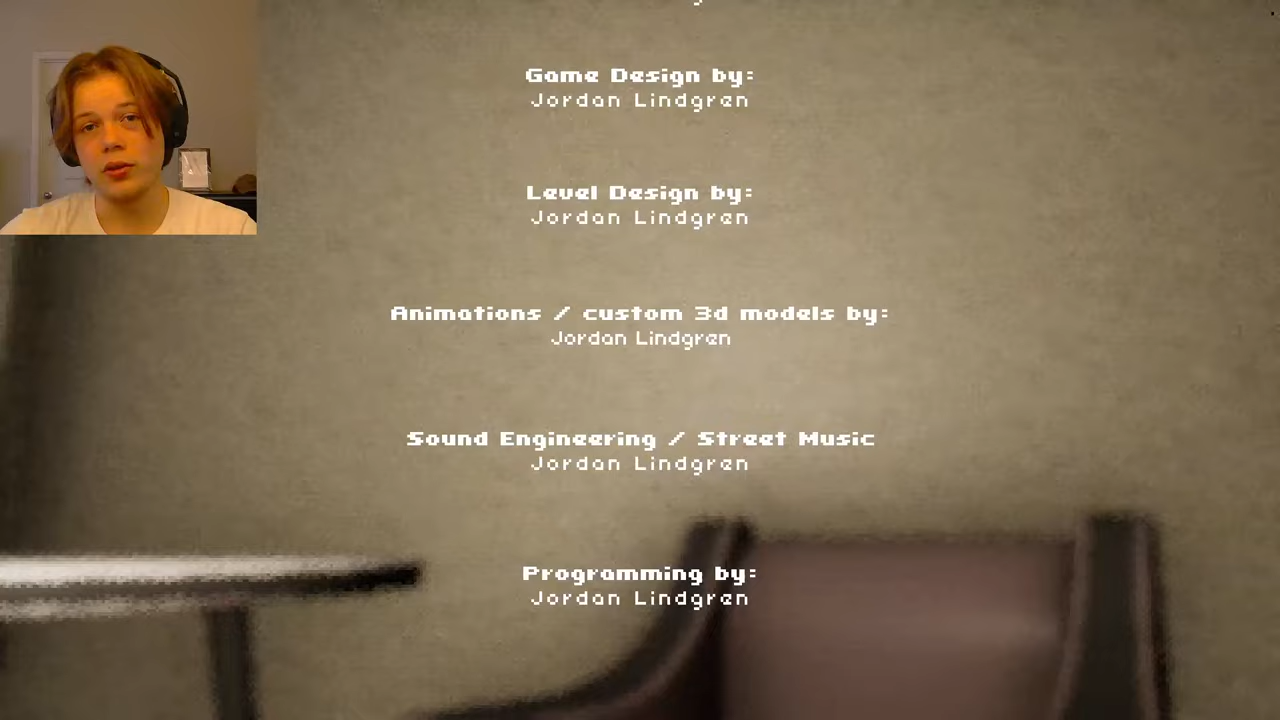 Game Design by:
Jordan Lindgren
Level Design by:
Jordan Lindgren
Animations / custom 3d models by:
Jordan Lindgren
Sound Engineering / Street Music
Jordan Lindgren
Programming by:
Jordan Lindgren